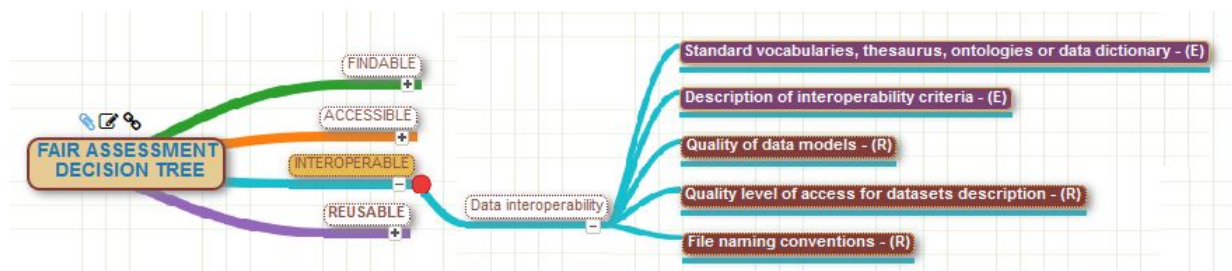 FINDABLE
ACCESSIBLE
FAIR ASSESSMENT
DECISION TREE
INTEROPERABLE
REUSABLE
Data interoperability
Standard vocabularies, thesaurus, ontologies or data dictionary - (E)
Description of interoperability criteria - (E)
Quality of data models - (R)
Quality level of access for datasets description - (R)
File naming conventions - (R)